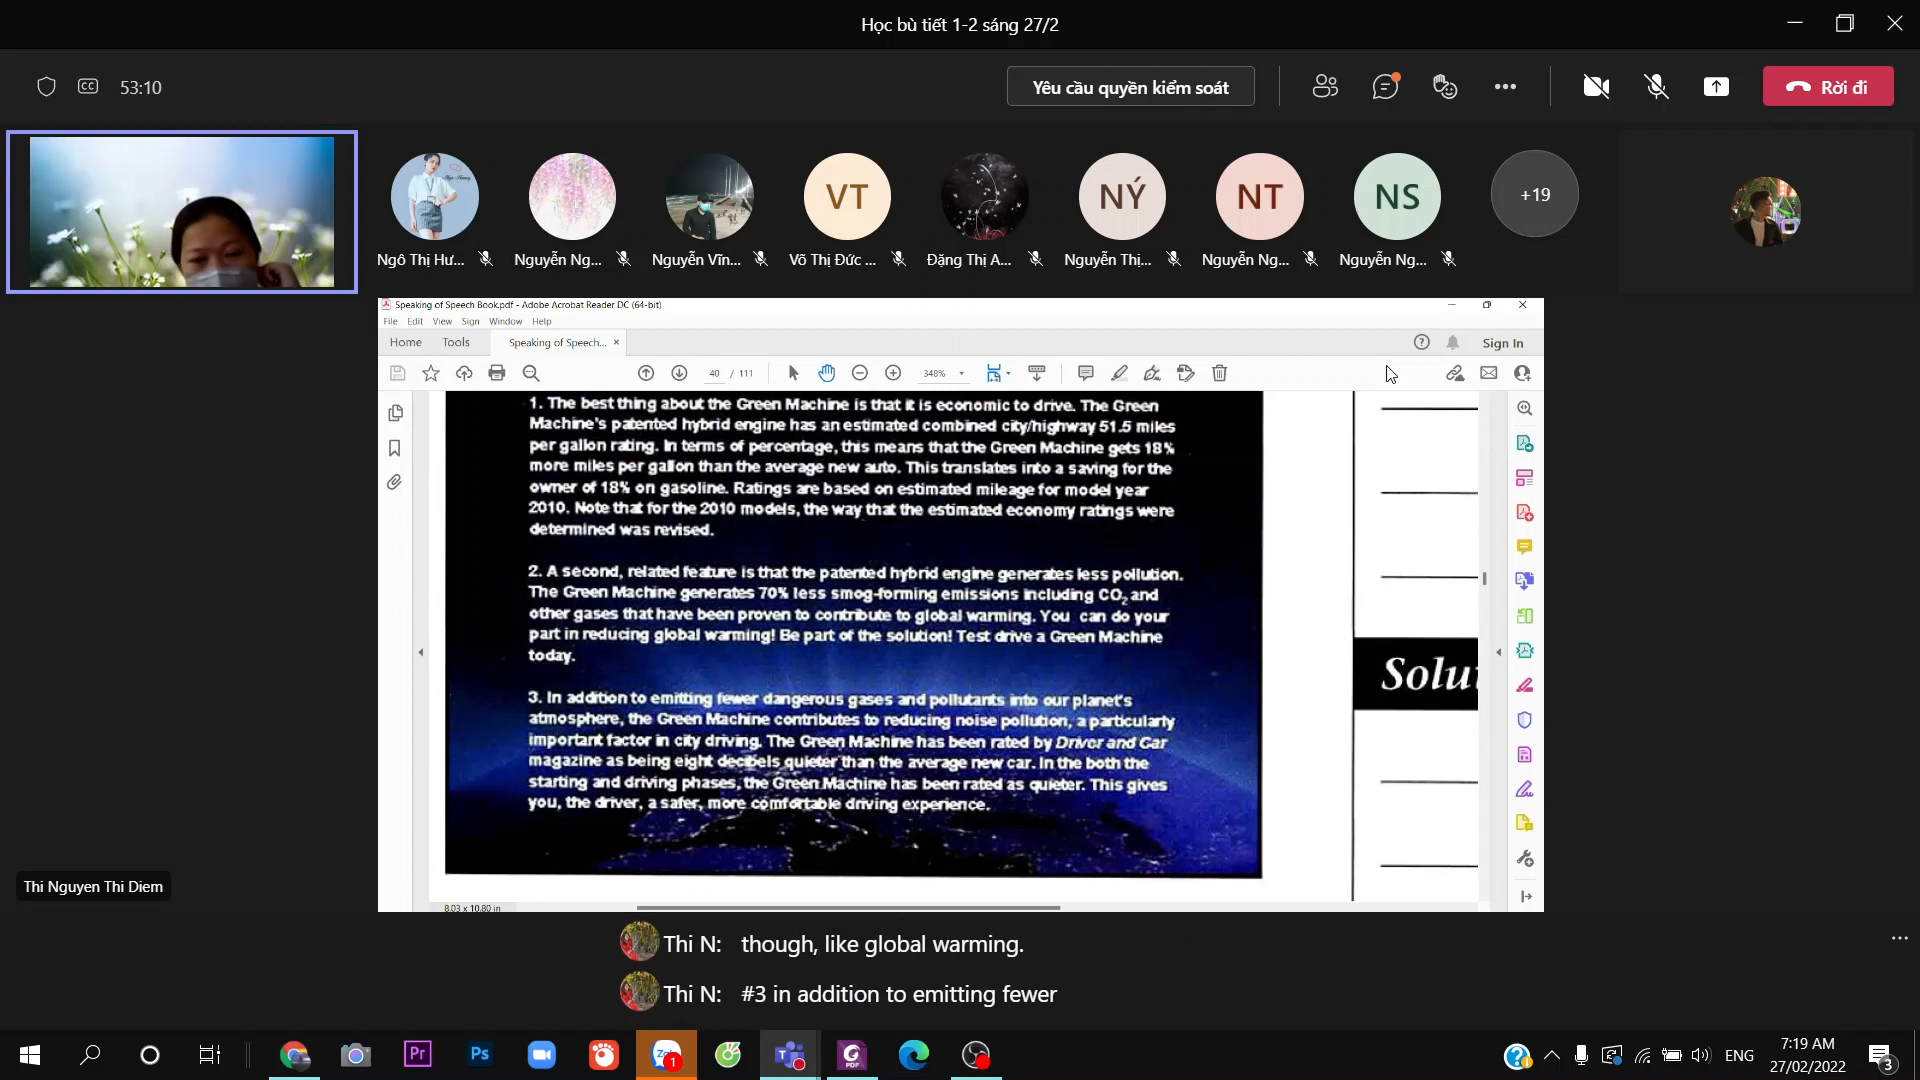 Học bù tiết 1-2 sáng 27/2
CC
53:10
Yêu cầu quyền kiểm soát
Rời đi
VT
NÝ
NT
NS
+19
Ngô Thị Hư...
Nguyễn Ng...
Nguyễn Vĩn...
Võ Thị Đức ...
Đặng Thị A...
Nguyễn Thị...
Nguyễn Ng...
Nguyễn Ng...
Speaking of Speech Book.pdf - Adobe Acrobat Reader DC (64-bit)
File Edit View Sign Window Help
Home Tools Speaking of Speech... × Sign In
40 / 111 348%
1. The best thing about the Green Machine is that it is economic to drive. The Green
Machine's patented hybrid engine has an estimated combined city/highway 51.5 miles
per gallon rating. In terms of percentage, this means that the Green Machine gets 18%
more miles per gallon than the average new auto. This translates into a saving for the
owner of 18% on gasoline. Ratings are based on estimated mileage for model year
2010. Note that for the 2010 models, the way that the estimated economy ratings were
determined was revised.
2. A second, related feature is that the patented hybrid engine generates less pollution.
The Green Machine generates 70% less smog-forming emissions including CO₂ and
other gases that have been proven to contribute to global warming. You can do your
part in reducing global warming! Be part of the solution! Test drive a Green Machine
today.
3. In addition to emitting fewer dangerous gases and pollutants into our planet's
atmosphere, the Green Machine contributes to reducing noise pollution, a particularly
important factor in city driving. The Green Machine has been rated by Driver and Car
magazine as being eight decibels quieter than the average new car. In the both the
starting and driving phases, the Green Machine has been rated as quieter. This gives
you, the driver, a safer, more comfortable driving experience.
Solu
8.03 x 10.80 in
Thi Nguyen Thi Diem
Thi N: though, like global warming.
Thi N: #3 in addition to emitting fewer
Pr
Ps
1
PDF
ENG
7:19 AM
27/02/2022
3